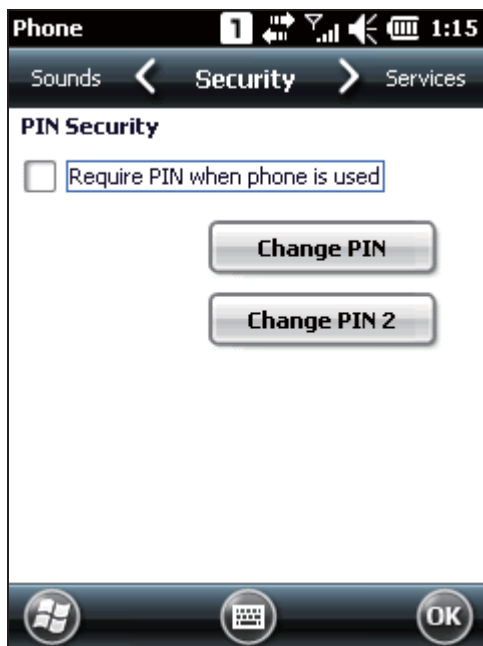 Phone 1 1:15
Sounds Security Services
PIN Security
Require PIN when phone is used
Change PIN
Change PIN 2
OK